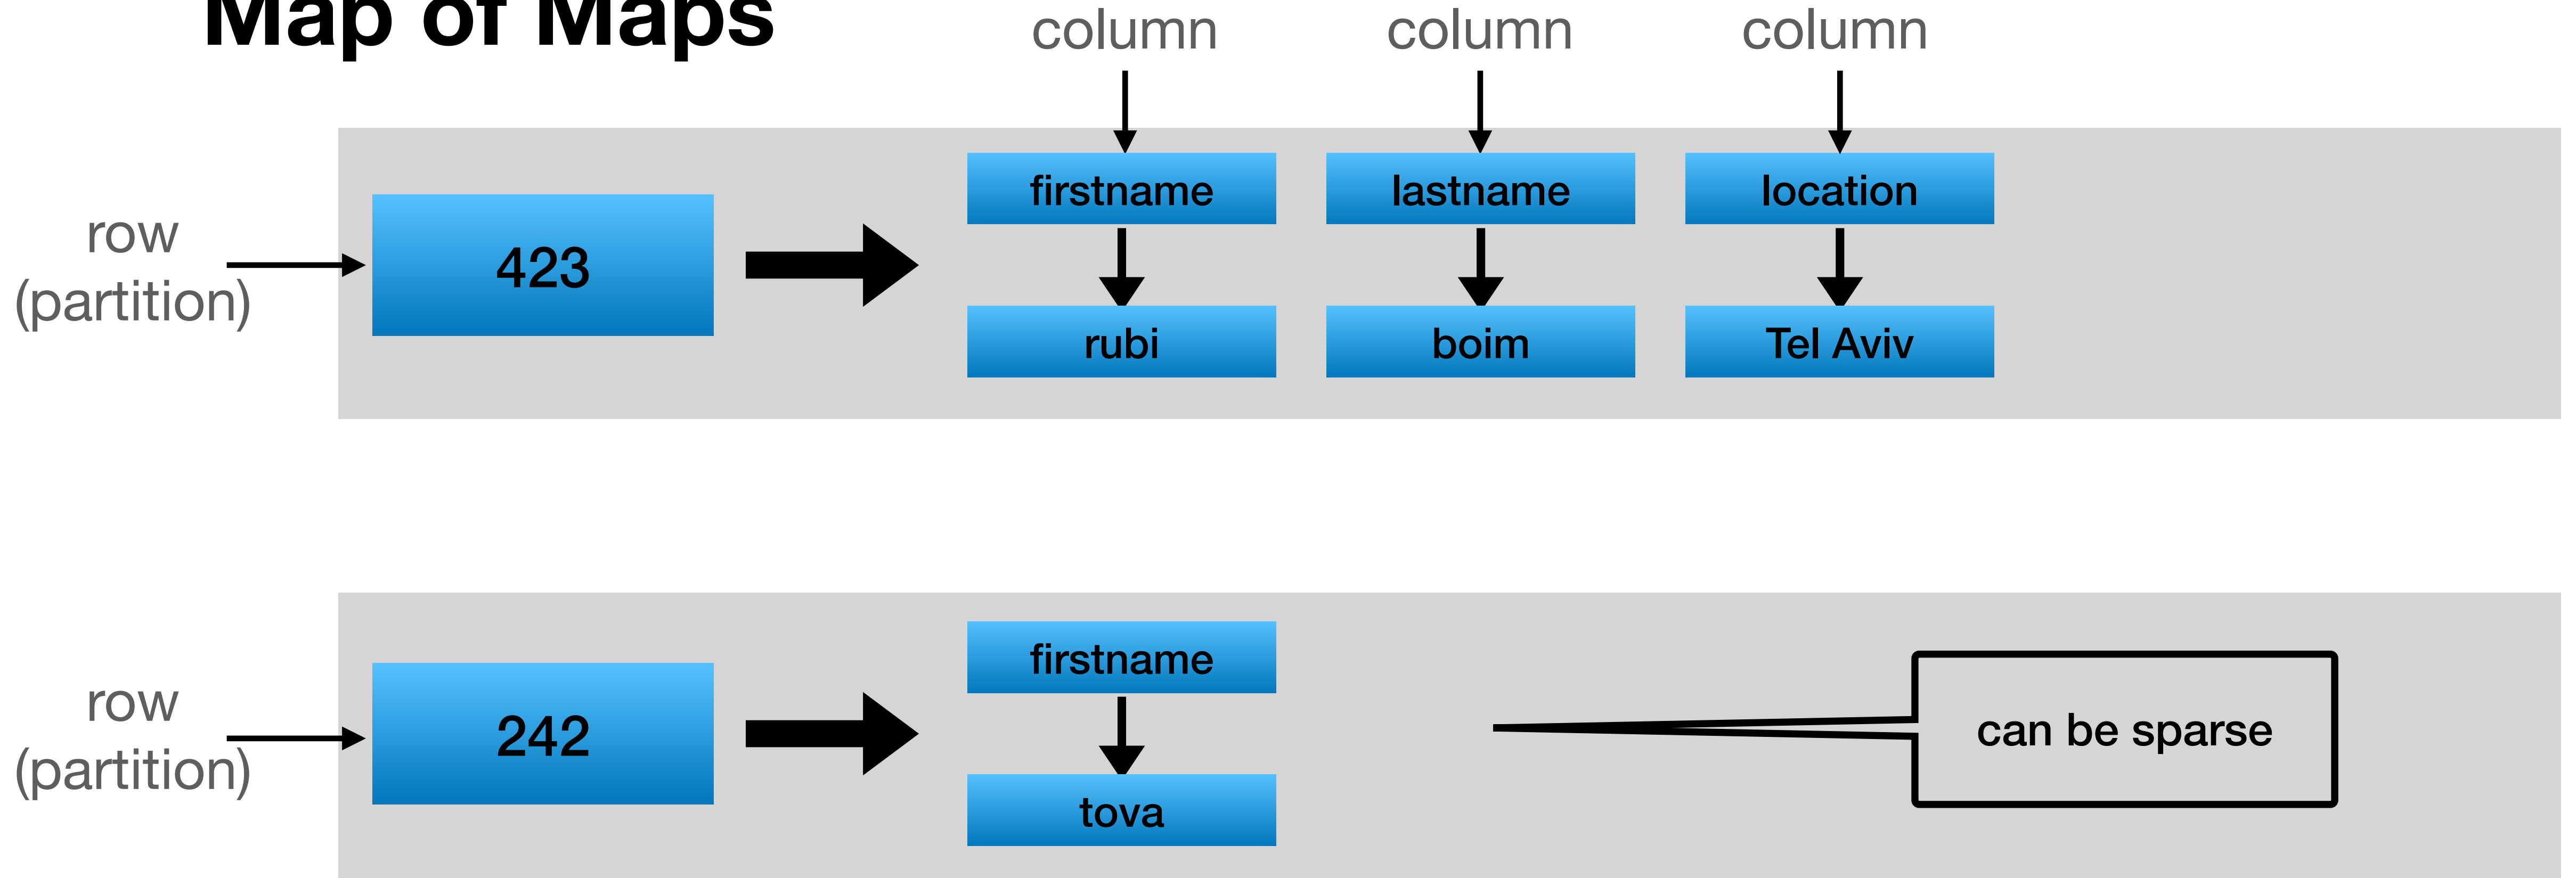 Map of Maps
column column column
firstname lastname location
row
(partition)
423
rubi boim Tel Aviv
firstname
row
(partition)
242
can be sparse
tova